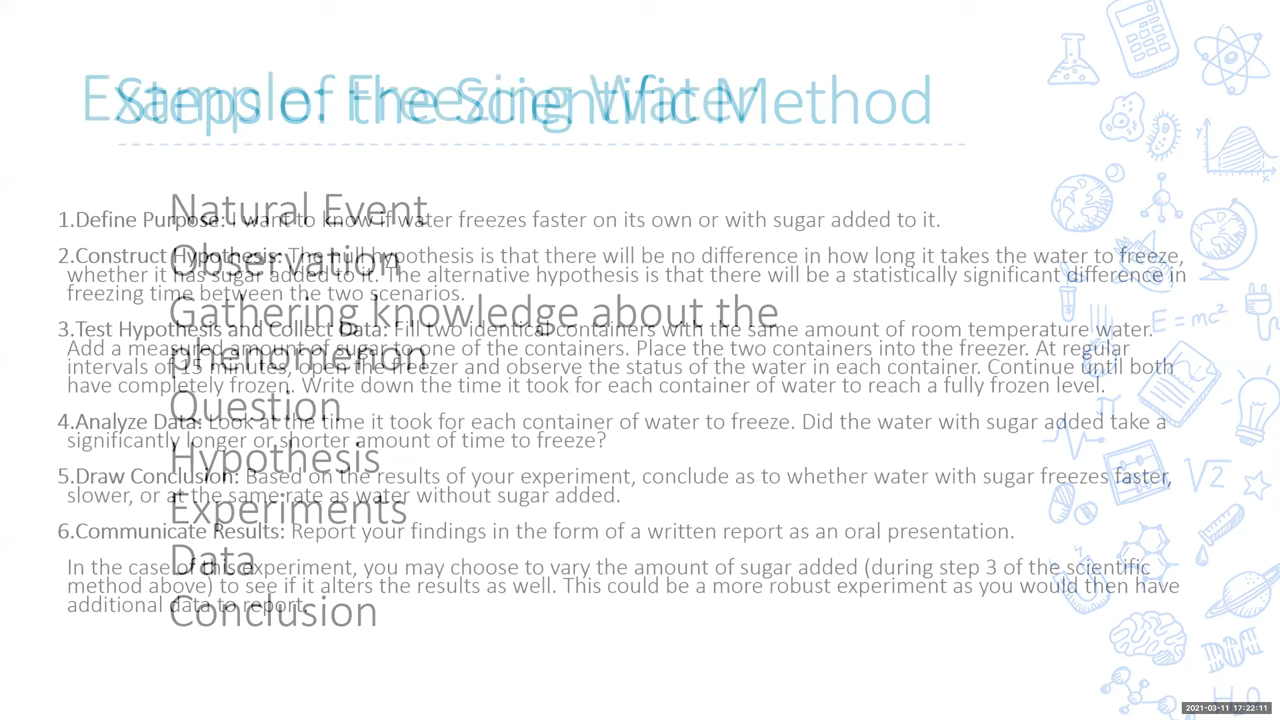 Example: Freezing Water
Steps of the Scientific Method
Natural Event
Observation
Gathering knowledge about the
phenomenon
Question
Hypothesis
Experiments
Data
Conclusion
1.Define Purpose: I want to know if water freezes faster on its own or with sugar added to it.
2.Construct Hypothesis: The null hypothesis is that there will be no difference in how long it takes the water to freeze,
whether it has sugar added to it. The alternative hypothesis is that there will be a statistically significant difference in
freezing time between the two scenarios.
3.Test Hypothesis and Collect Data: Fill two identical containers with the same amount of room temperature water.
Add a measured amount of sugar to one of the containers. Place the two containers into the freezer. At regular
intervals of 15 minutes, open the freezer and observe the status of the water in each container. Continue until both
have completely frozen. Write down the time it took for each container of water to reach a fully frozen level.
4.Analyze Data: Look at the time it took for each container of water to freeze. Did the water with sugar added take a
significantly longer or shorter amount of time to freeze?
5.Draw Conclusion: Based on the results of your experiment, conclude as to whether water with sugar freezes faster,
slower, or at the same rate as water without sugar added.
6.Communicate Results: Report your findings in the form of a written report as an oral presentation.
In the case of this experiment, you may choose to vary the amount of sugar added (during step 3 of the scientific
method above) to see if it alters the results as well. This could be a more robust experiment as you would then have
additional data to report.
y
x
E=mc²
π
√2
H₂O
2021-03-11 17:22:11